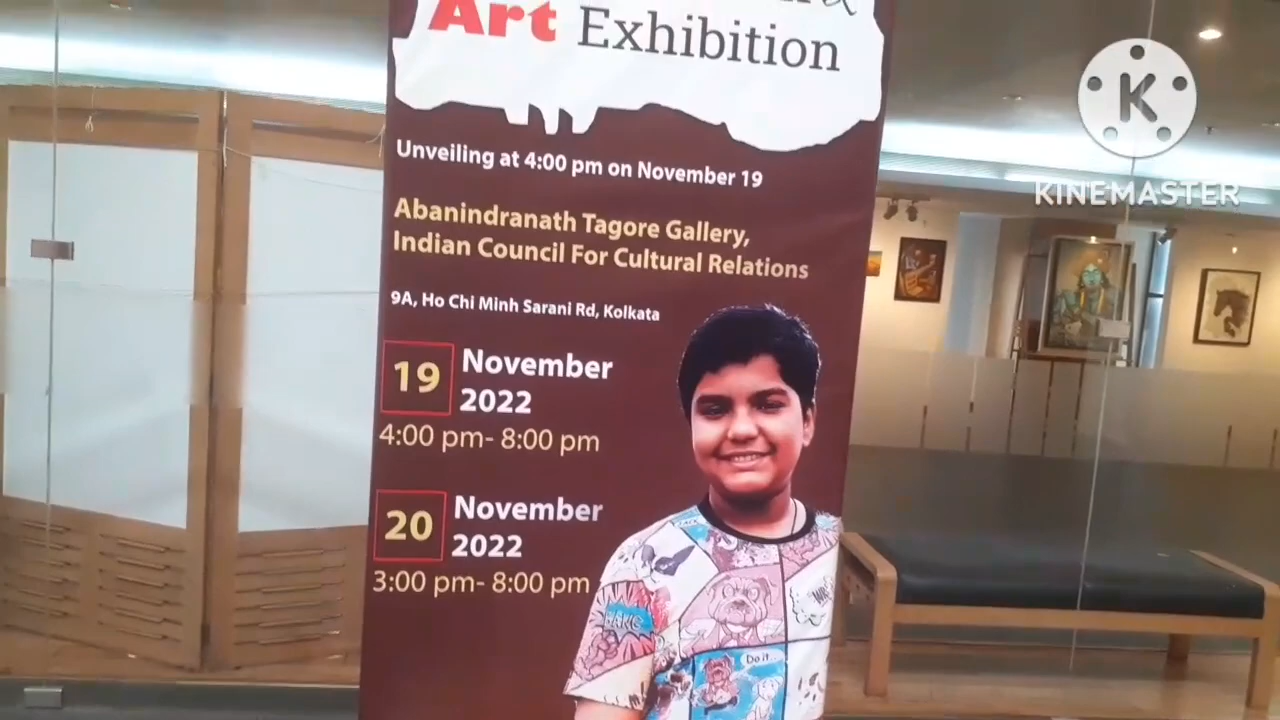 Art Exhibition
Unveiling at 4:00 pm on November 19
Abanindranath Tagore Gallery,
Indian Council For Cultural Relations
9A, Ho Chi Minh Sarani Rd, Kolkata
19 November
2022
4:00 pm- 8:00 pm
20 November
2022
3:00 pm- 8:00 pm
Do it..
K
KINEMASTER